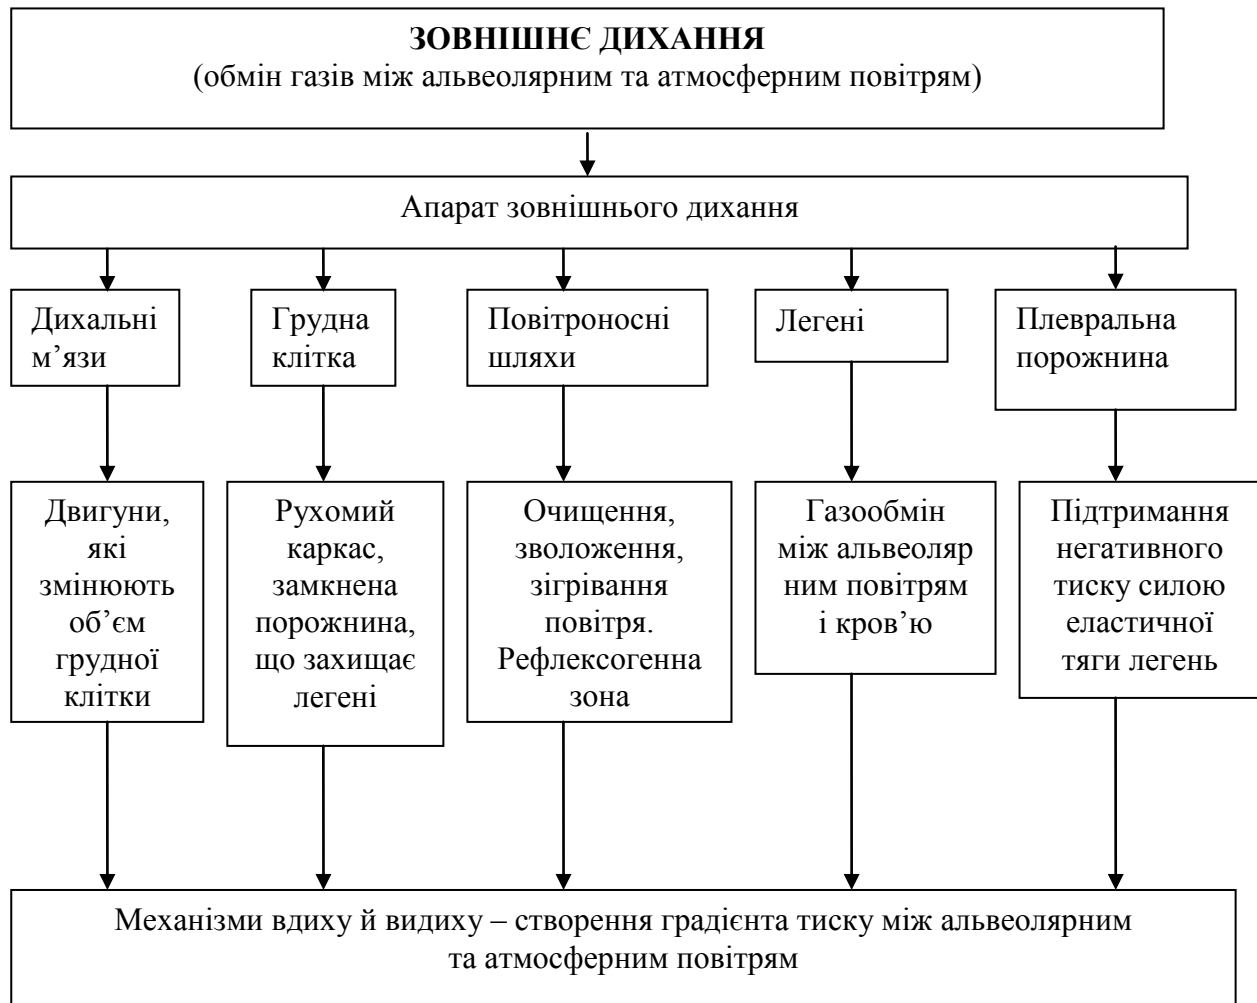 ЗОВНІШНЄ ДИХАННЯ
(обмін газів між альвеолярним та атмосферним повітрям)
Апарат зовнішнього дихання
Дихальні
м’язи
Грудна
клітка
Повітроносні
шляхи
Легені
Плевральна
порожнина
Двигуни,
які
змінюють
об’єм
грудної
клітки
Рухомий
каркас,
замкнена
порожнина,
що захищає
легені
Очищення,
зволоження,
зігрівання
повітря.
Рефлексогенна
зона
Газообмін
між альвеоляр
ним повітрям
і кров’ю
Підтримання
негативного
тиску силою
еластичної
тяги легень
Механізми вдиху й видиху – створення градієнта тиску між альвеолярним
та атмосферним повітрям